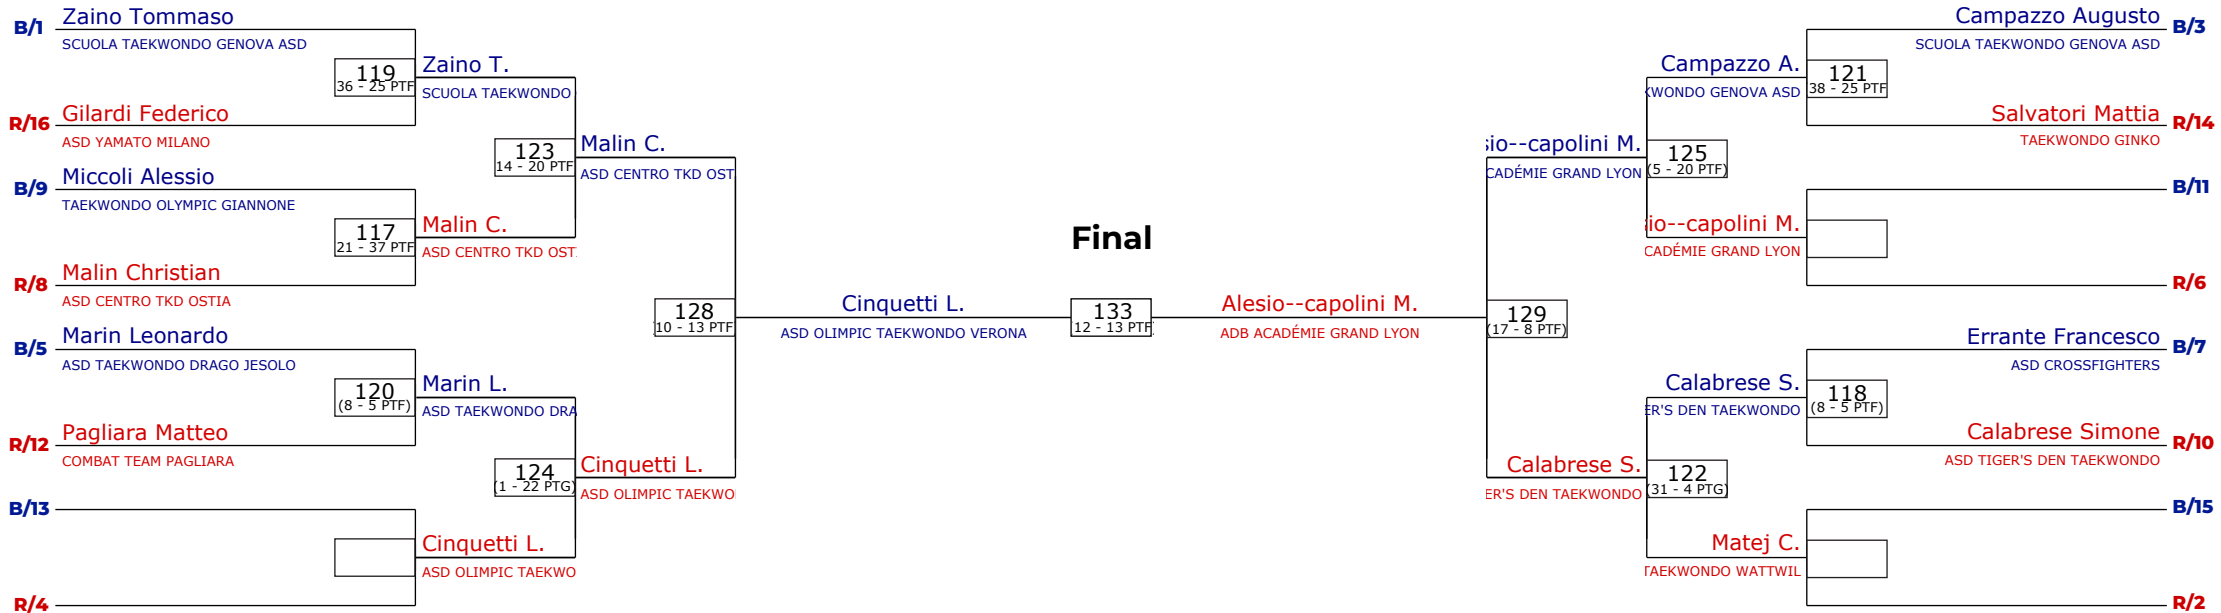 B/1 Zaino Tommaso
SCUOLA TAEKWONDO GENOVA ASD
119
36 - 25 PTF
R/16 Gilardi Federico
ASD YAMATO MILANO
B/9 Miccoli Alessio
TAEKWONDO OLYMPIC GIANNONE
117
21 - 37 PTF
R/8 Malin Christian
ASD CENTRO TKD OSTIA
B/5 Marin Leonardo
ASD TAEKWONDO DRAGO JESOLO
120
(8 - 5 PTF)
R/12 Pagliara Matteo
COMBAT TEAM PAGLIARA
B/13
R/4
Zaino T.
SCUOLA TAEKWONDO
123
14 - 20 PTF
Malin C.
ASD CENTRO TKD OST
Marin L.
ASD TAEKWONDO DRA
124
(1 - 22 PTG)
Cinquetti L.
ASD OLIMPIC TAEKWO
Malin C.
ASD CENTRO TKD OST
128
10 - 13 PTF
Cinquetti L.
ASD OLIMPIC TAEKWO
Cinquetti L.
ASD OLIMPIC TAEKWONDO VERONA
Final
133
12 - 13 PTF
Alesio--capolini M.
ADB ACADÉMIE GRAND LYON
sio--capolini M.
CADÉMIE GRAND LYON
129
(17 - 8 PTF)
Calabrese S.
ER'S DEN TAEKWONDO
Campazzo A.
KWONDO GENOVA ASD
125
(5 - 20 PTF)
io--capolini M.
CADÉMIE GRAND LYON
Calabrese S.
ER'S DEN TAEKWONDO
122
(31 - 4 PTG)
Matej C.
TAEKWONDO WATTWIL
Campazzo Augusto B/3
SCUOLA TAEKWONDO GENOVA ASD
121
38 - 25 PTF
Salvatori Mattia R/14
TAEKWONDO GINKO
B/11
R/6
Errante Francesco B/7
ASD CROSSFIGHTERS
118
(8 - 5 PTF)
Calabrese Simone R/10
ASD TIGER'S DEN TAEKWONDO
B/15
R/2